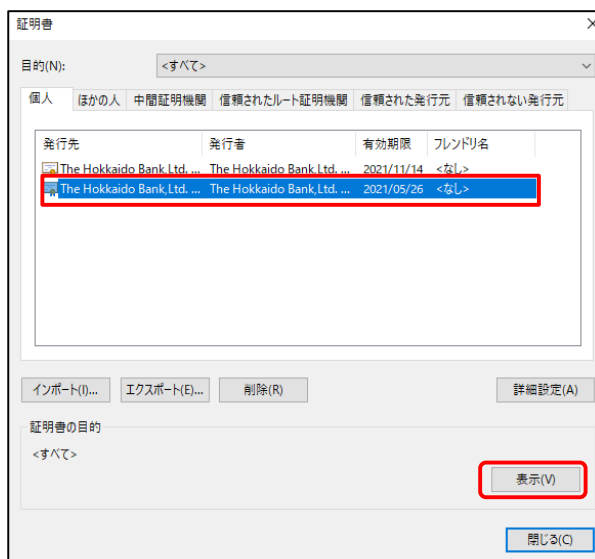 証明書
目的(N): <すべて>
個人 ほかの人 中間証明機関 信頼されたルート証明機関 信頼された発行元 信頼されない発行元
発行先 発行者 有効期限 フレンドリ名
The Hokkaido Bank,Ltd. ... The Hokkaido Bank,Ltd. ... 2021/11/14 <なし>
The Hokkaido Bank,Ltd. ... The Hokkaido Bank,Ltd. ... 2021/05/26 <なし>
インポート(I)... エクスポート(E)... 削除(R) 詳細設定(A)
証明書の目的
<すべて>
表示(V)
閉じる(C)